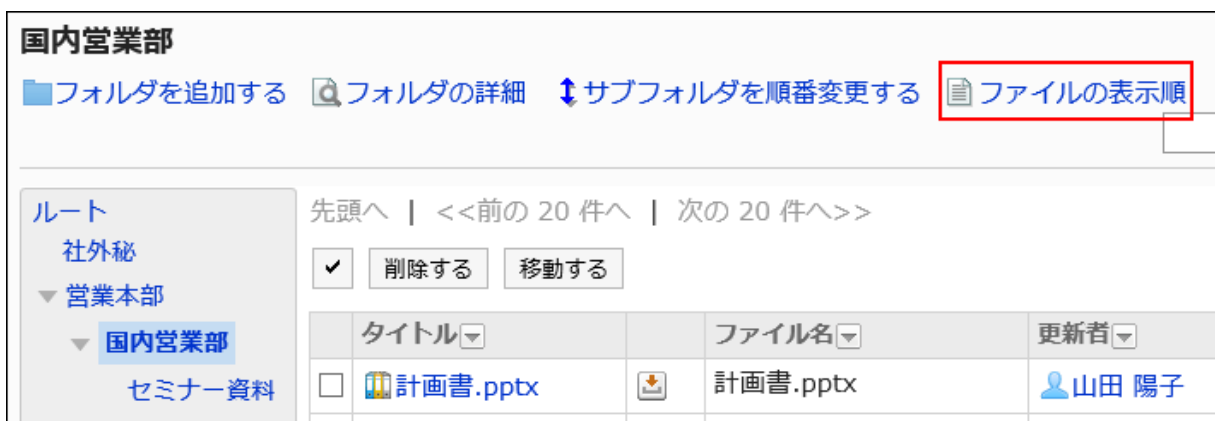 国内営業部
フォルダを追加する フォルダの詳細 サブフォルダを順番変更する ファイルの表示順
ルート
社外秘
営業本部
国内営業部
セミナー資料
先頭へ | <<前の 20 件へ | 次の 20 件へ>>
削除する 移動する
タイトル ファイル名 更新者
計画書.pptx 計画書.pptx 山田 陽子